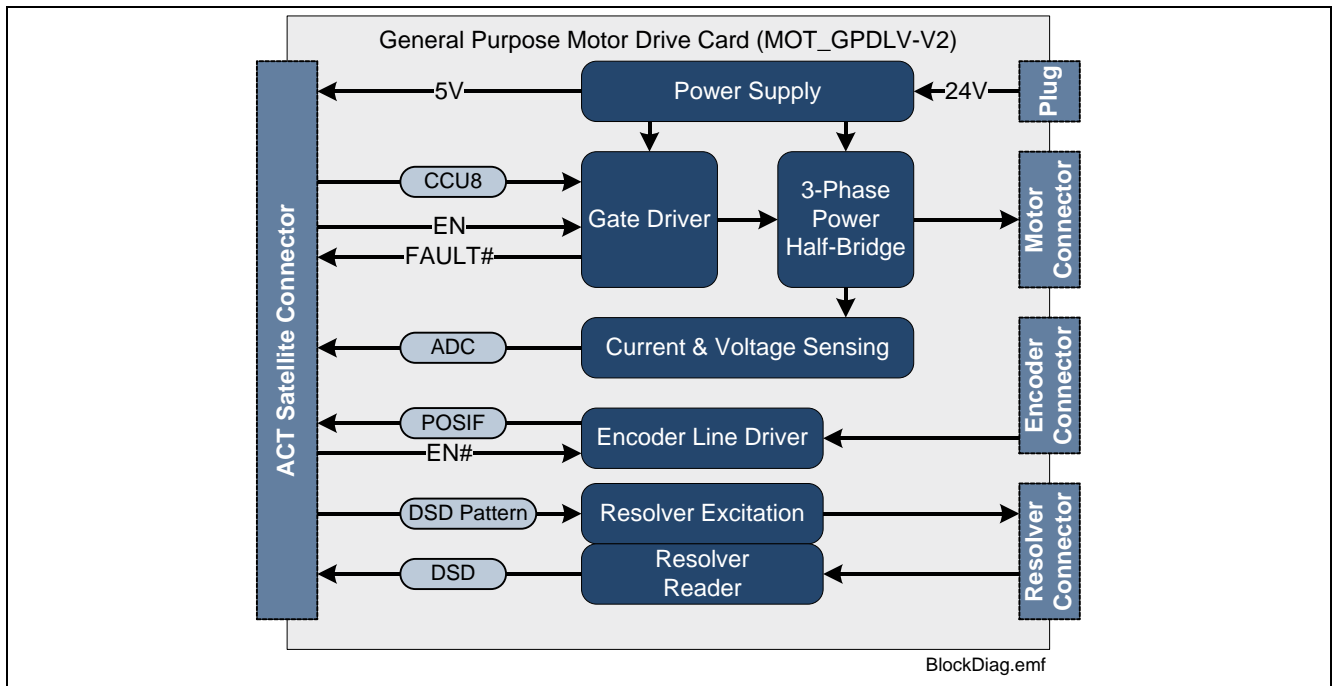 General Purpose Motor Drive Card (MOT_GPDLV-V2)
ACT Satellite Connector
5V
Power Supply
24V
Plug
CCU8
EN
FAULT#
Gate Driver
3-Phase
Power
Half-Bridge
Motor
Connector
ADC
Current & Voltage Sensing
Encoder
Connector
POSIF
EN#
Encoder Line Driver
DSD Pattern
Resolver Excitation
DSD
Resolver
Reader
Resolver
Connector
BlockDiag.emf